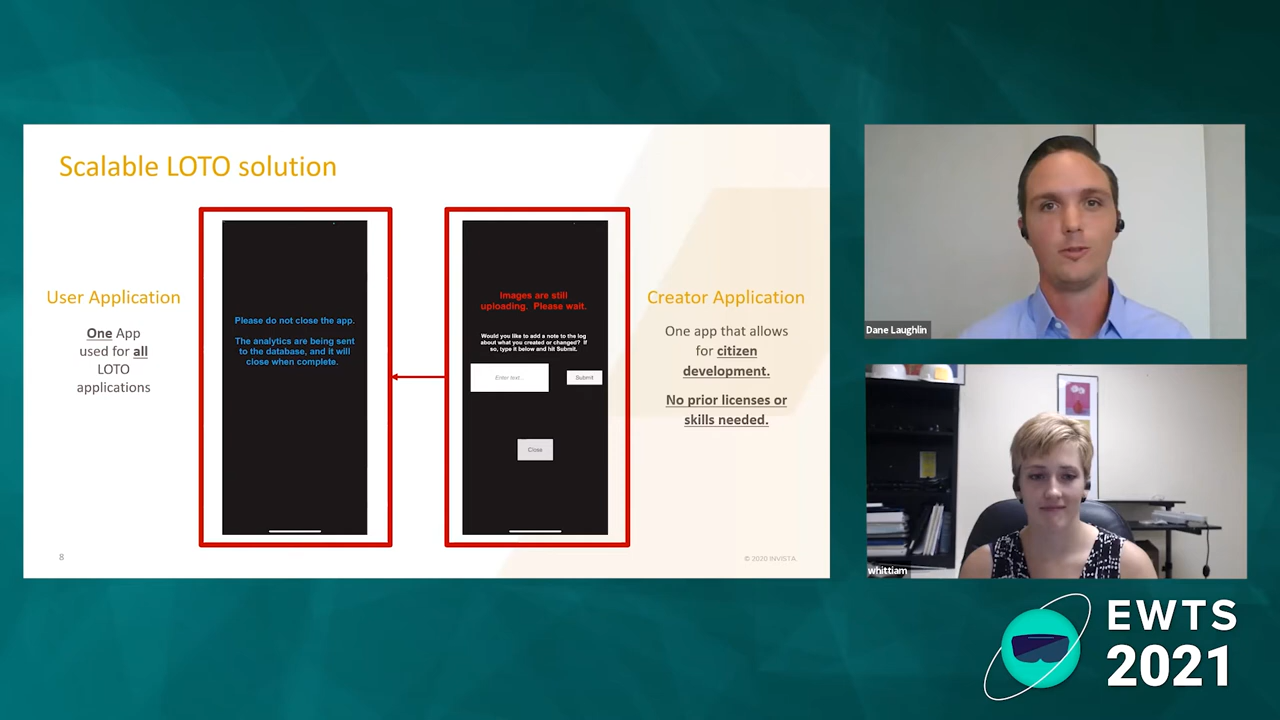 Scalable LOTO solution
User Application
One App
used for all
LOTO
applications
Please do not close the app.
The analytics are being sent
to the database, and it will
close when complete.
Images are still
uploading. Please wait.
Would you like to add a note to the log
about what you created or changed? If
so, type it below and hit Submit.
Enter text...
Submit
Close
Creator Application
One app that allows
for citizen
development.
No prior licenses or
skills needed.
8
© 2020 INVISTA
Dane Laughlin
whittiam
EWTS
2021